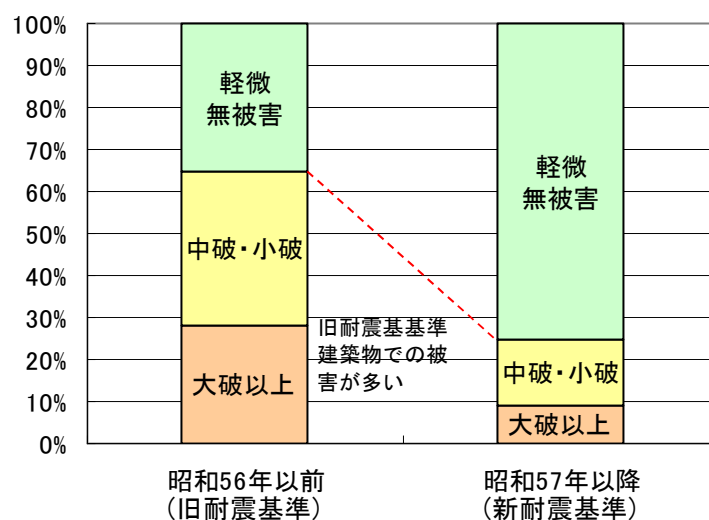 100%
90%
80%
70%
60%
50%
40%
30%
20%
10%
0%
軽微
無被害
中破・小破
大破以上
旧耐震基基準
建築物での被
害が多い
軽微
無被害
中破・小破
大破以上
昭和56年以前
(旧耐震基準)
昭和57年以降
(新耐震基準)